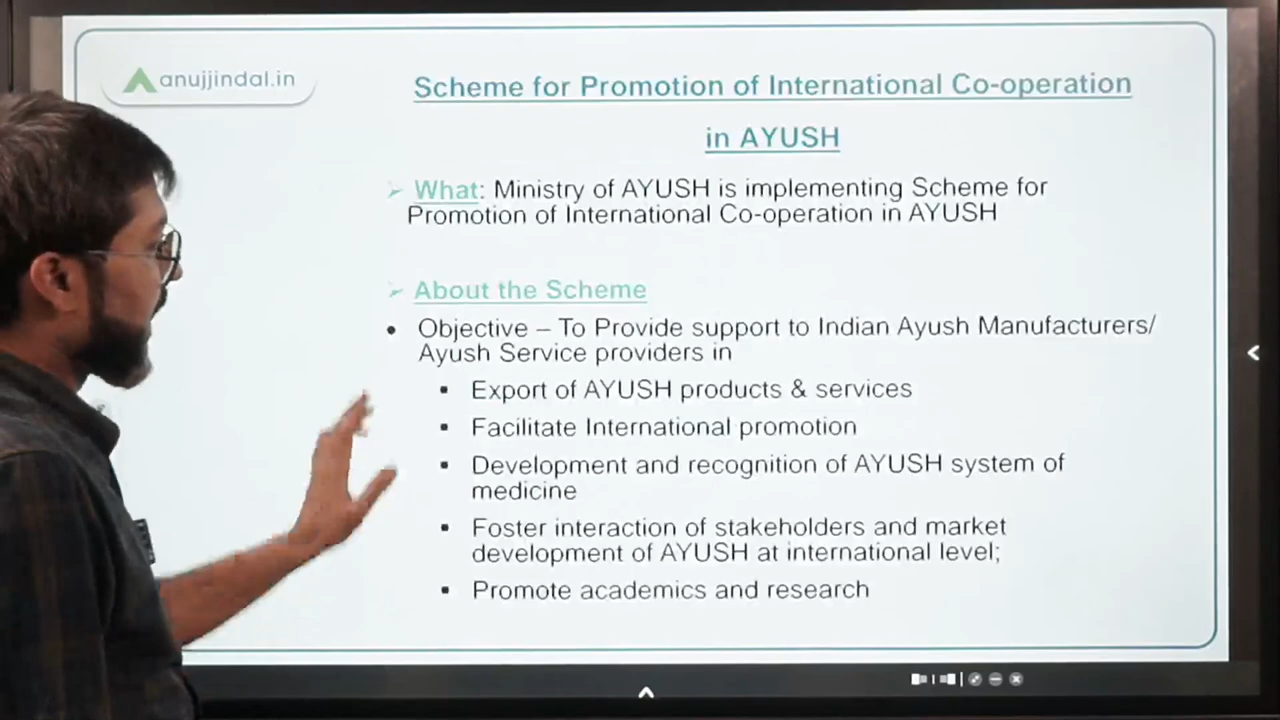 anujjindal.in
Scheme for Promotion of International Co-operation
in AYUSH
➢ What: Ministry of AYUSH is implementing Scheme for
Promotion of International Co-operation in AYUSH
➢ About the Scheme
• Objective – To Provide support to Indian Ayush Manufacturers/
Ayush Service providers in
▪ Export of AYUSH products & services
▪ Facilitate International promotion
▪ Development and recognition of AYUSH system of
medicine
▪ Foster interaction of stakeholders and market
development of AYUSH at international level;
▪ Promote academics and research